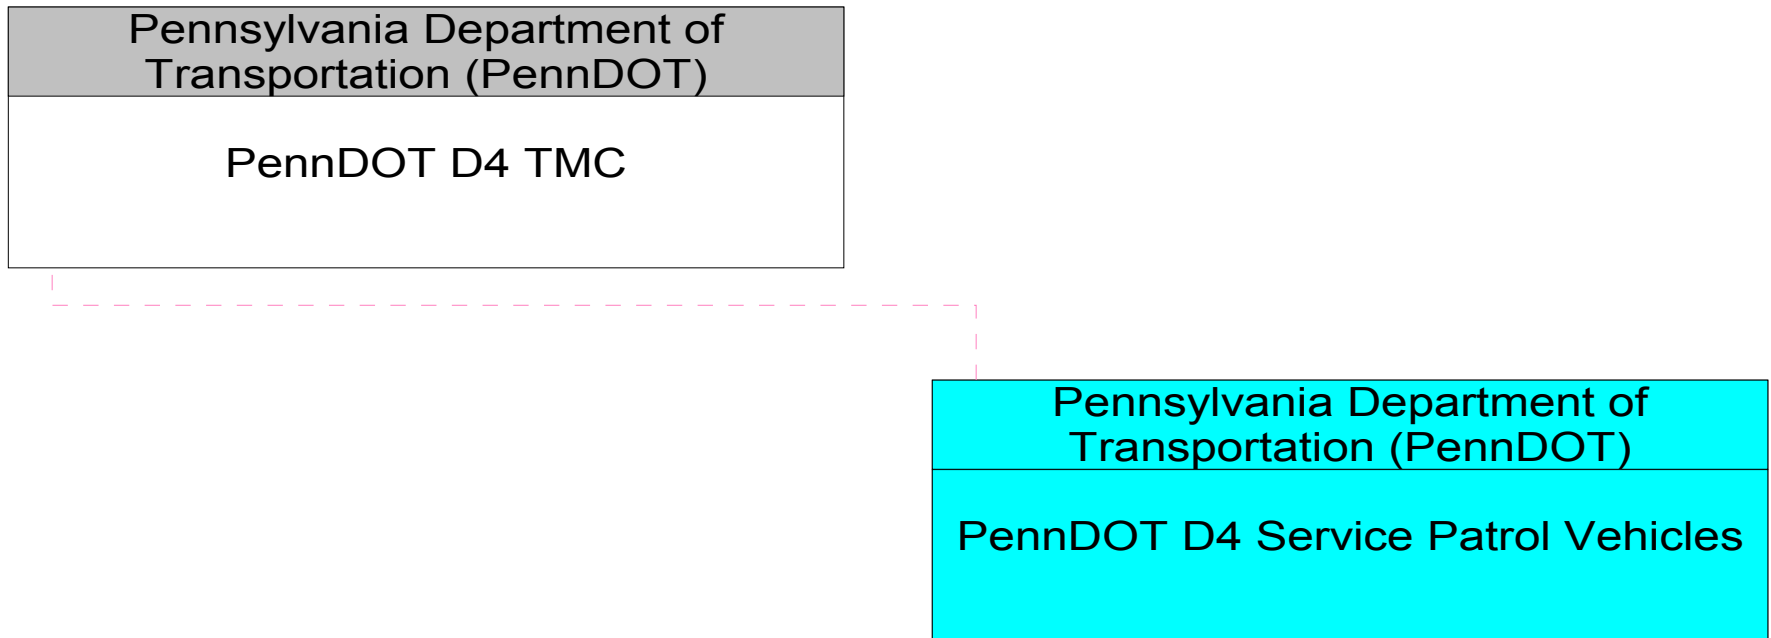 Pennsylvania Department of
Transportation (PennDOT)
PennDOT D4 TMC
Pennsylvania Department of
Transportation (PennDOT)
PennDOT D4 Service Patrol Vehicles